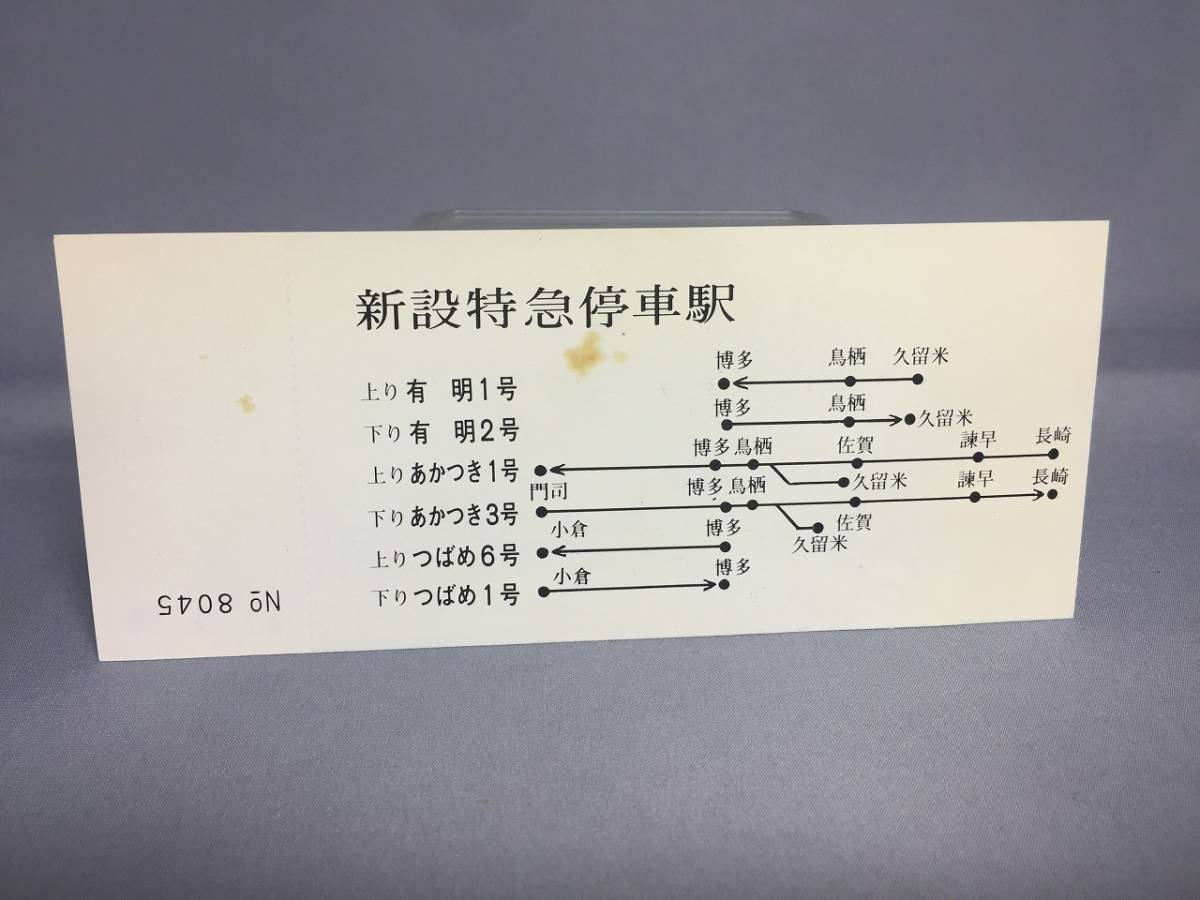 新設特急停車駅
上り 有 明1号 博多 鳥栖 久留米
下り 有 明2号 博多 鳥栖 久留米
上り あかつき1号 門司 博多 鳥栖 久留米 佐賀 諫早 長崎
下り あかつき3号 博多 鳥栖 久留米 佐賀 諫早 長崎
上り つばめ6号 小倉 博多
下り つばめ1号 小倉 博多
No 8045